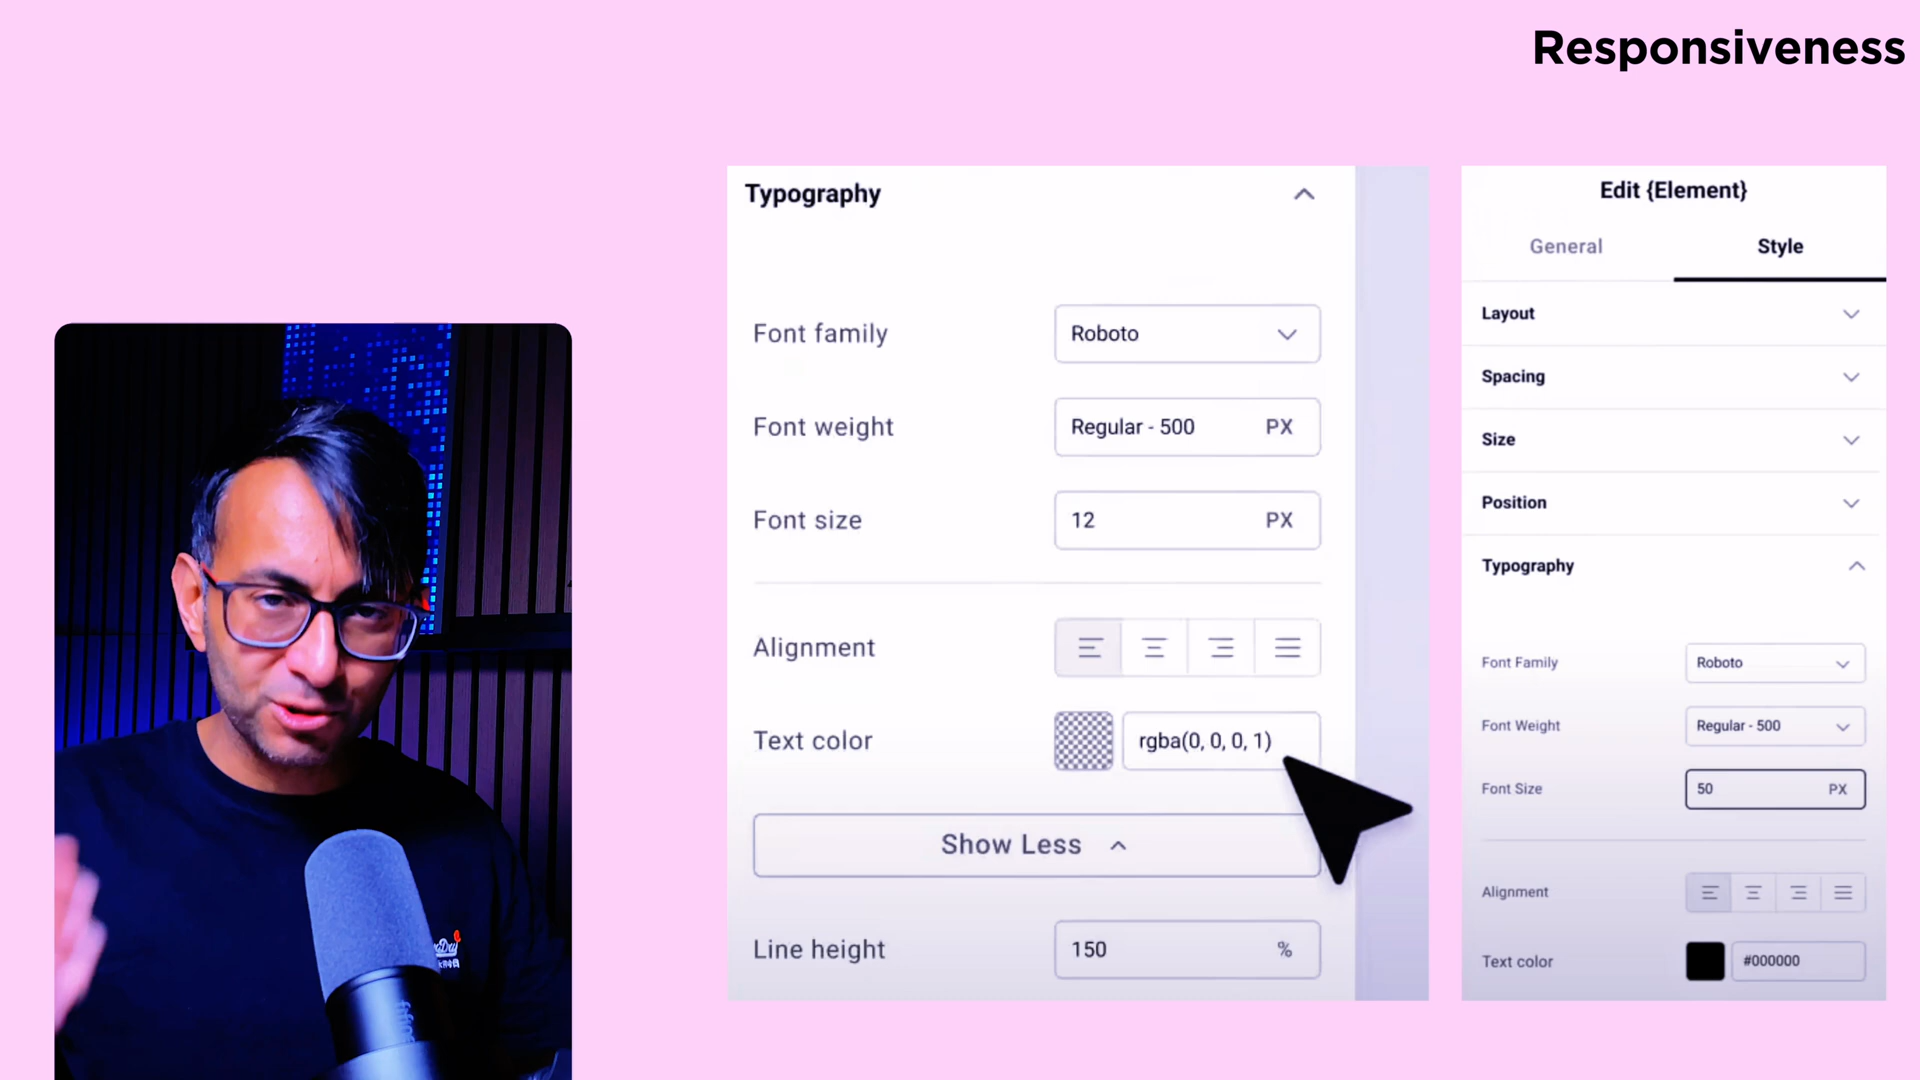 Responsiveness
Typography
Font family
Roboto
Font weight
Regular - 500 PX
Font size
12 PX
Alignment
Text color
rgba(0, 0, 0, 1)
Show Less
Line height
150 %
Edit {Element}
General Style
Layout
Spacing
Size
Position
Typography
Font Family
Roboto
Font Weight
Regular - 500
Font Size
50 PX
Alignment
Text color
#000000